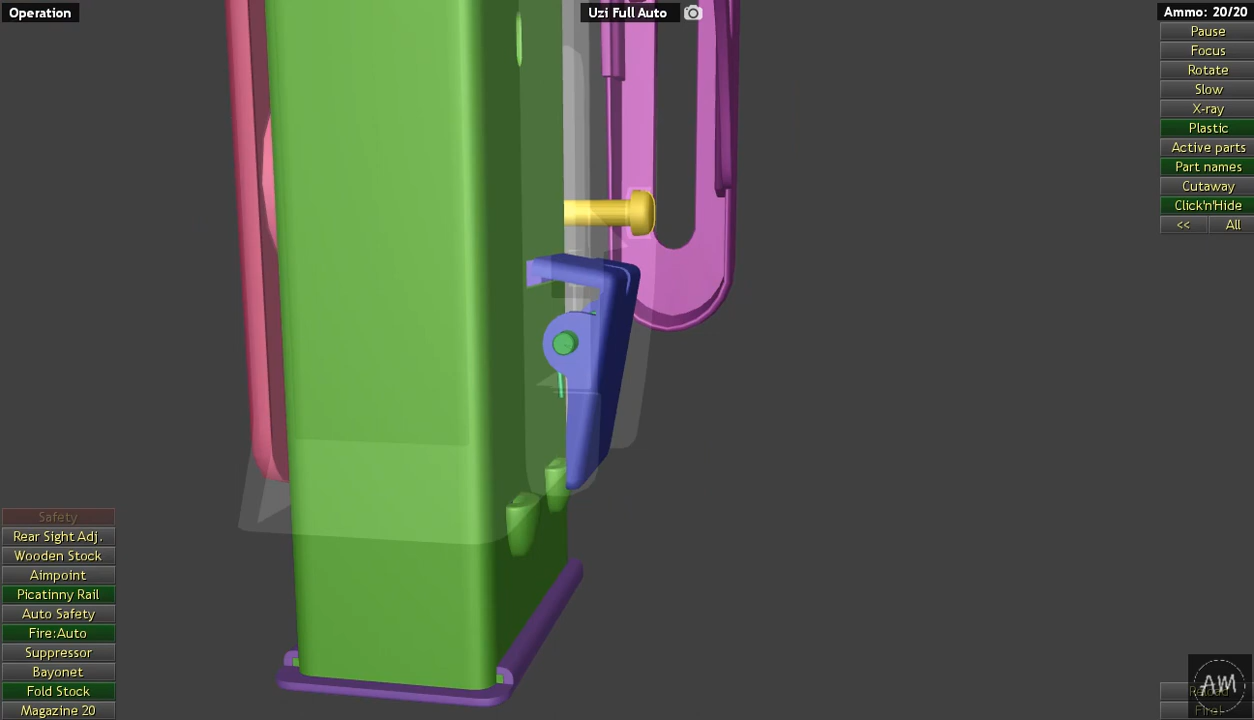 Operation
Uzi Full Auto
Ammo: 20/20
Pause
Focus
Rotate
Slow
X-ray
Plastic
Active parts
Part names
Cutaway
Click'n'Hide
<< All
Safety
Rear Sight Adj.
Wooden Stock
Aimpoint
Picatinny Rail
Auto Safety
Fire:Auto
Suppressor
Bayonet
Fold Stock
Magazine 20
AW
Reload
Fire!